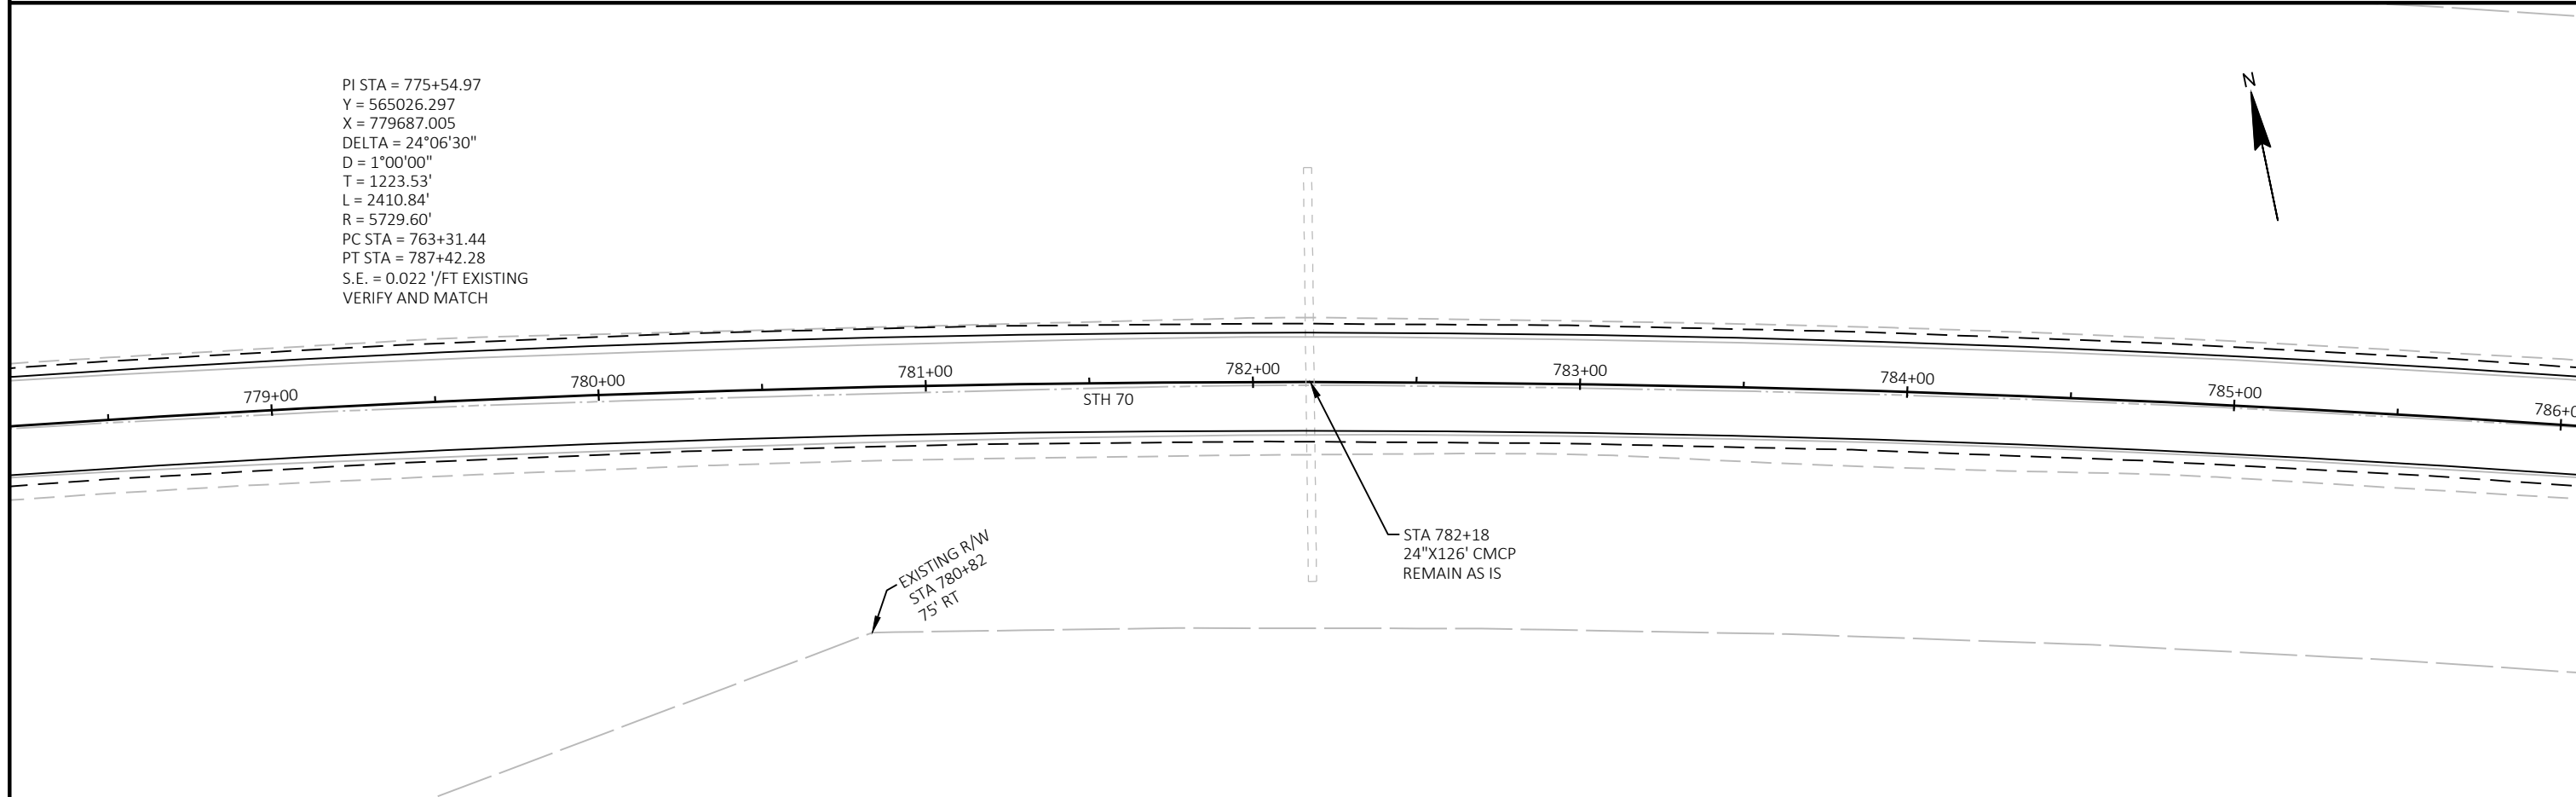 PI STA = 775+54.97
Y = 565026.297
X = 779687.005
DELTA = 24°06'30"
D = 1°00'00"
T = 1223.53'
L = 2410.84'
R = 5729.60'
PC STA = 763+31.44
PT STA = 787+42.28
S.E. = 0.022 '/FT EXISTING
VERIFY AND MATCH
N
779+00
780+00
781+00
782+00
783+00
784+00
785+00
786+0
STH 70
EXISTING R/W
STA 780+82
75' RT
STA 782+18
24"X126' CMCP
REMAIN AS IS